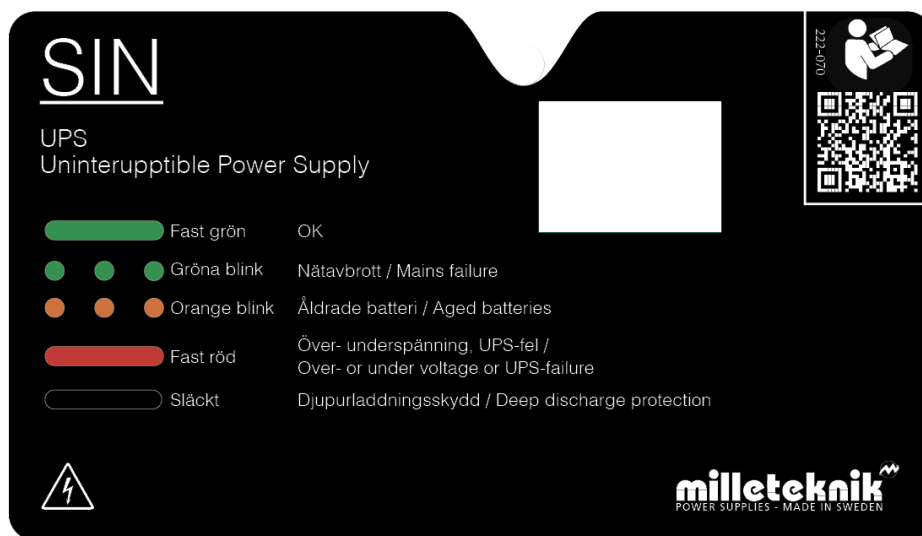 SIN
UPS
Uninterupptible Power Supply
222-070
Fast grön OK
Gröna blink Nätavbrott / Mains failure
Orange blink Åldrade batteri / Aged batteries
Fast röd Över- underspänning, UPS-fel /
Over- or under voltage or UPS-failure
Släckt Djupurladdningsskydd / Deep discharge protection
milleteknik
POWER SUPPLIES - MADE IN SWEDEN